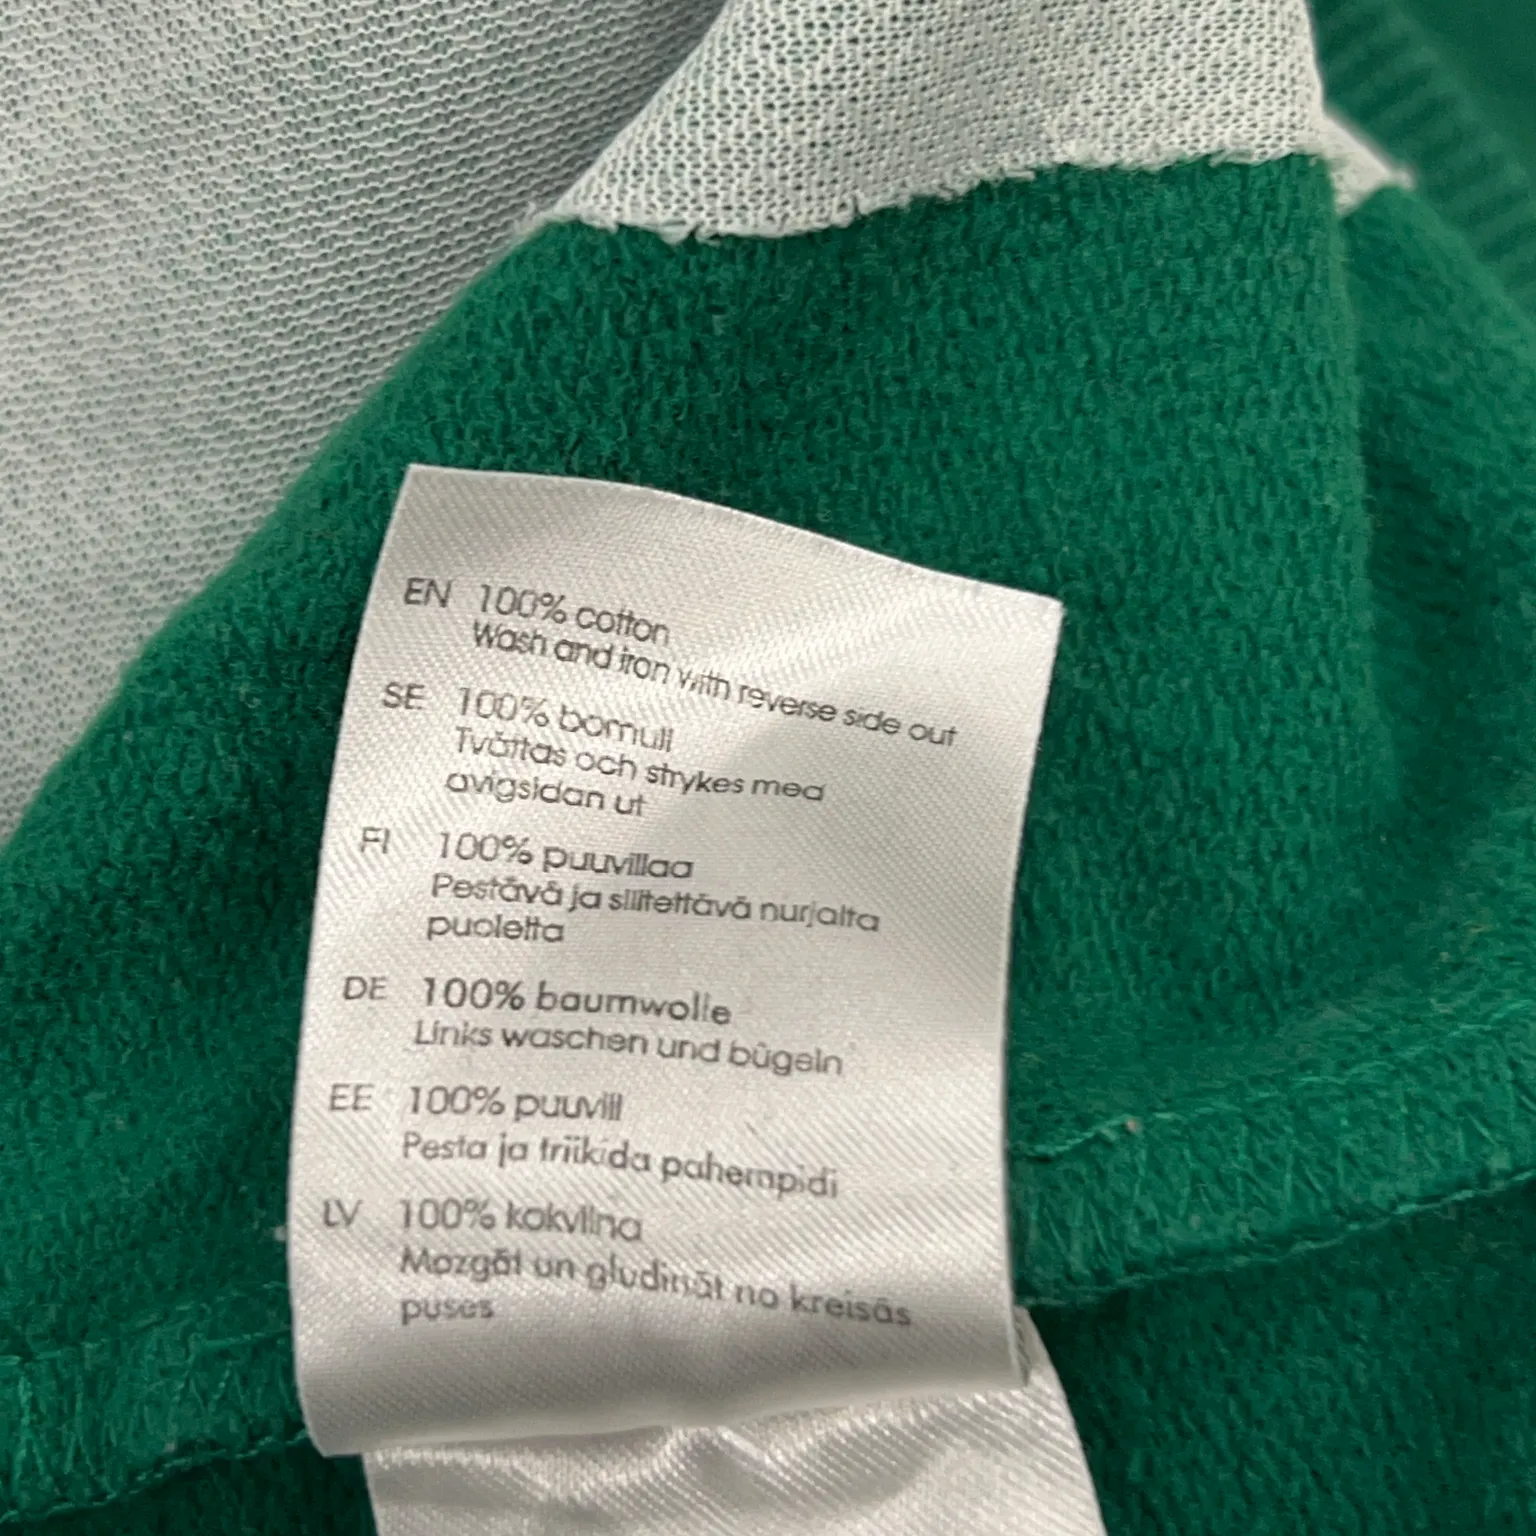 EN 100% cotton
Wash and iron with reverse side out
SE 100% bomull
Tvättas och strykes med
avigsidan ut
FI 100% puuvillaa
Pestävä ja silitettävä nurjalta
puolelta
DE 100% baumwolle
Links waschen und bügeln
EE 100% puuvill
Pesta ja triikida pahempidi
LV 100% kokvilna
Mazgāt un gludināt no kreisās
puses